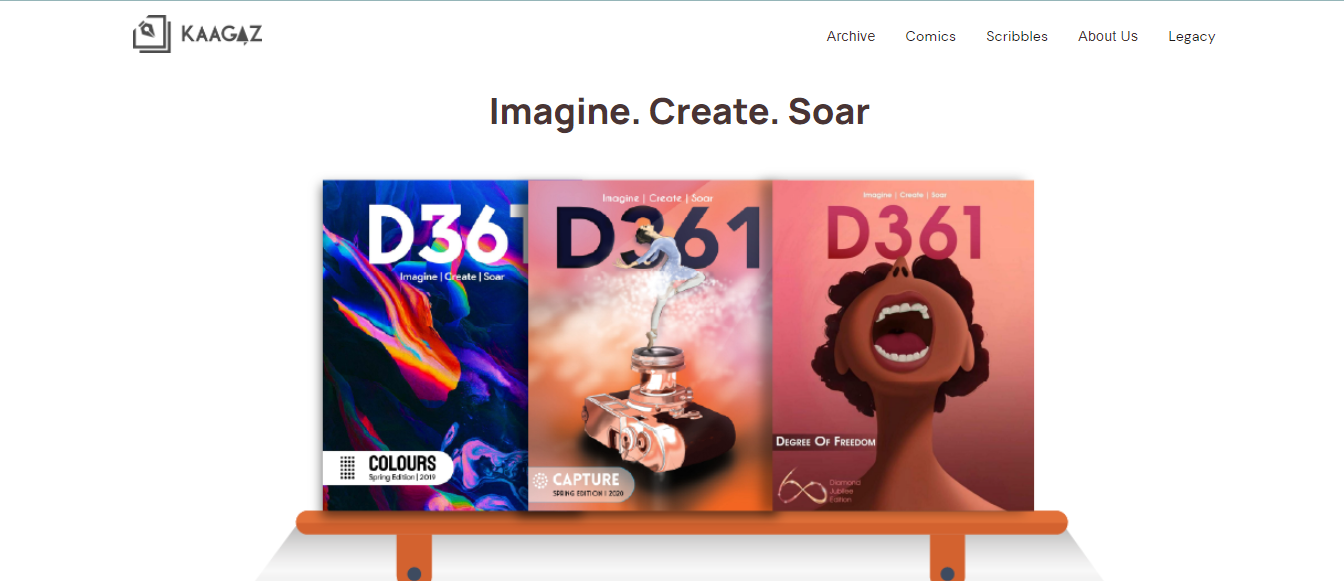 KAAGAZ
Archive
Comics
Scribbles
About Us
Legacy
Imagine. Create. Soar
D361
Imagine | Create | Soar
COLOURS
Spring Edition | 2019
Imagine | Create | Soar
D361
CAPTURE
SPRING EDITION | 2020
Imagine | Create | Soar
D361
DEGREE OF FREEDOM
60
Diamond
Jubilee
Edition